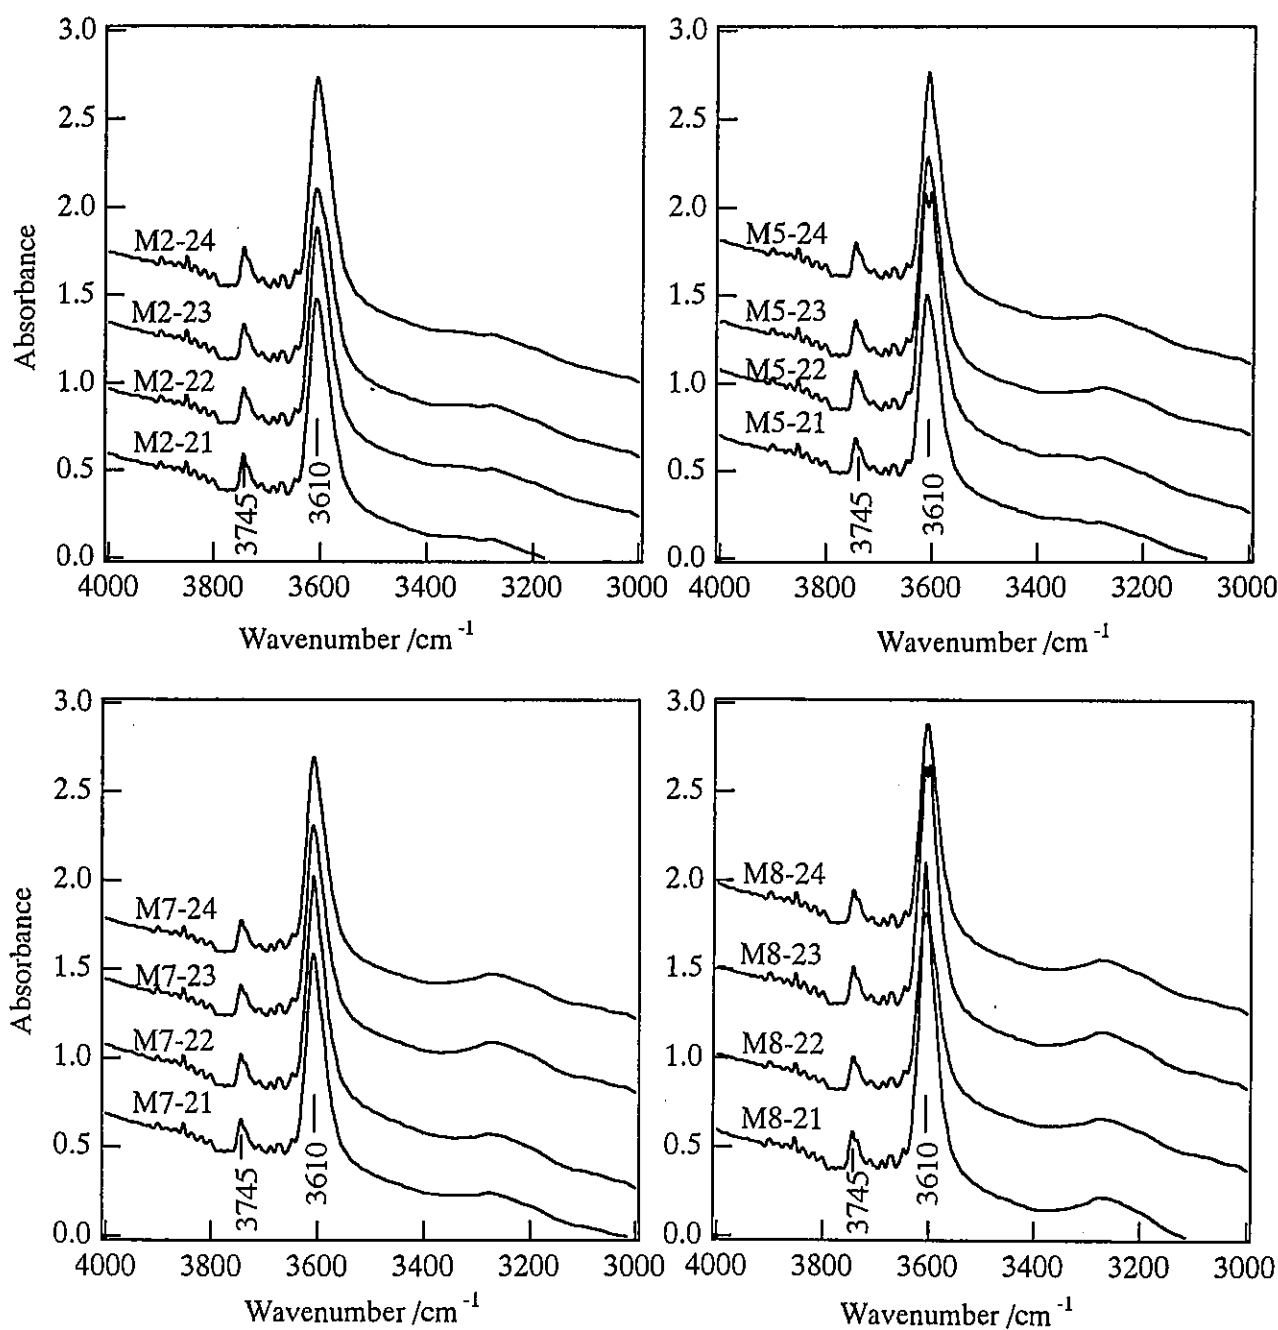 3.0
2.5
2.0
1.5
1.0
0.5
0.0
Absorbance
M2-24
M2-23
M2-22
M2-21
3745
3610
4000 3800 3600 3400 3200 3000
Wavenumber /cm⁻¹
3.0
2.5
2.0
1.5
1.0
0.5
0.0
M5-24
M5-23
M5-22
M5-21
3745
3610
4000 3800 3600 3400 3200 3000
Wavenumber /cm⁻¹
3.0
2.5
2.0
1.5
1.0
0.5
0.0
Absorbance
M7-24
M7-23
M7-22
M7-21
3745
3610
4000 3800 3600 3400 3200 3000
Wavenumber /cm⁻¹
3.0
2.5
2.0
1.5
1.0
0.5
0.0
M8-24
M8-23
M8-22
M8-21
3745
3610
4000 3800 3600 3400 3200 3000
Wavenumber /cm⁻¹